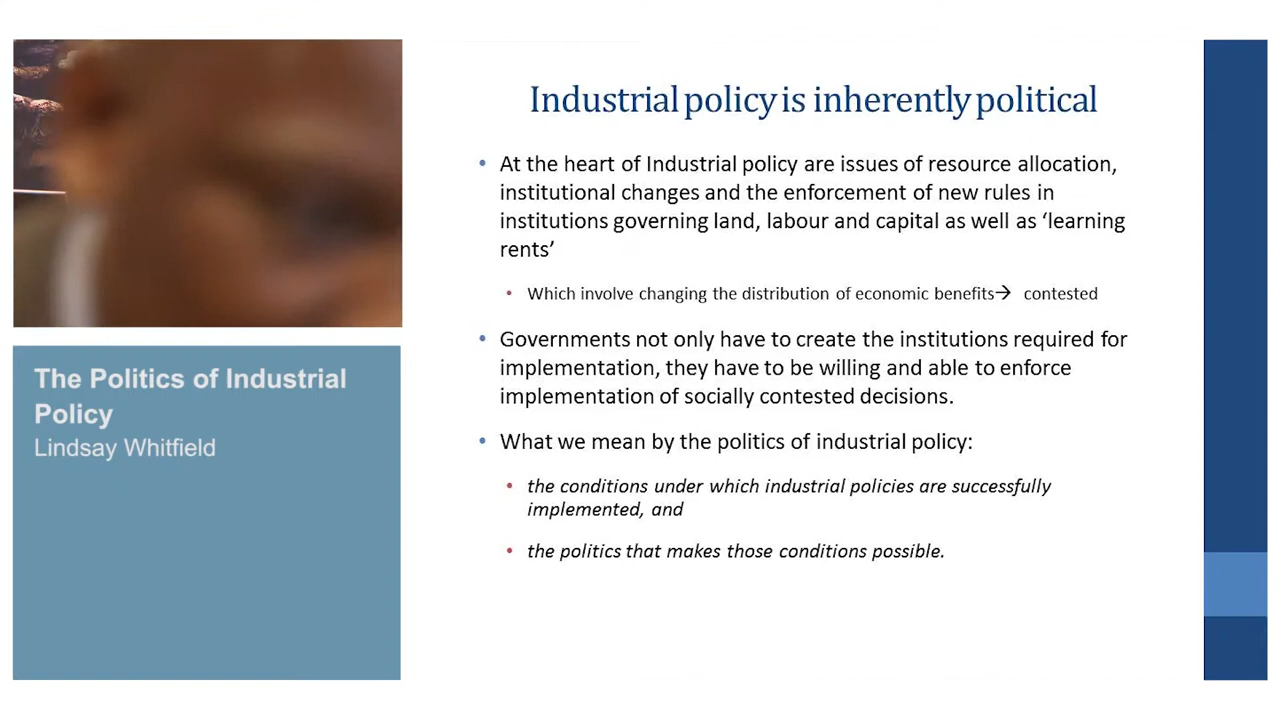 Industrial policy is inherently political
• At the heart of Industrial policy are issues of resource allocation,
institutional changes and the enforcement of new rules in
institutions governing land, labour and capital as well as ‘learning
rents’
• Which involve changing the distribution of economic benefits→ contested
• Governments not only have to create the institutions required for
implementation, they have to be willing and able to enforce
implementation of socially contested decisions.
• What we mean by the politics of industrial policy:
• the conditions under which industrial policies are successfully
implemented, and
• the politics that makes those conditions possible.
The Politics of Industrial
Policy
Lindsay Whitfield